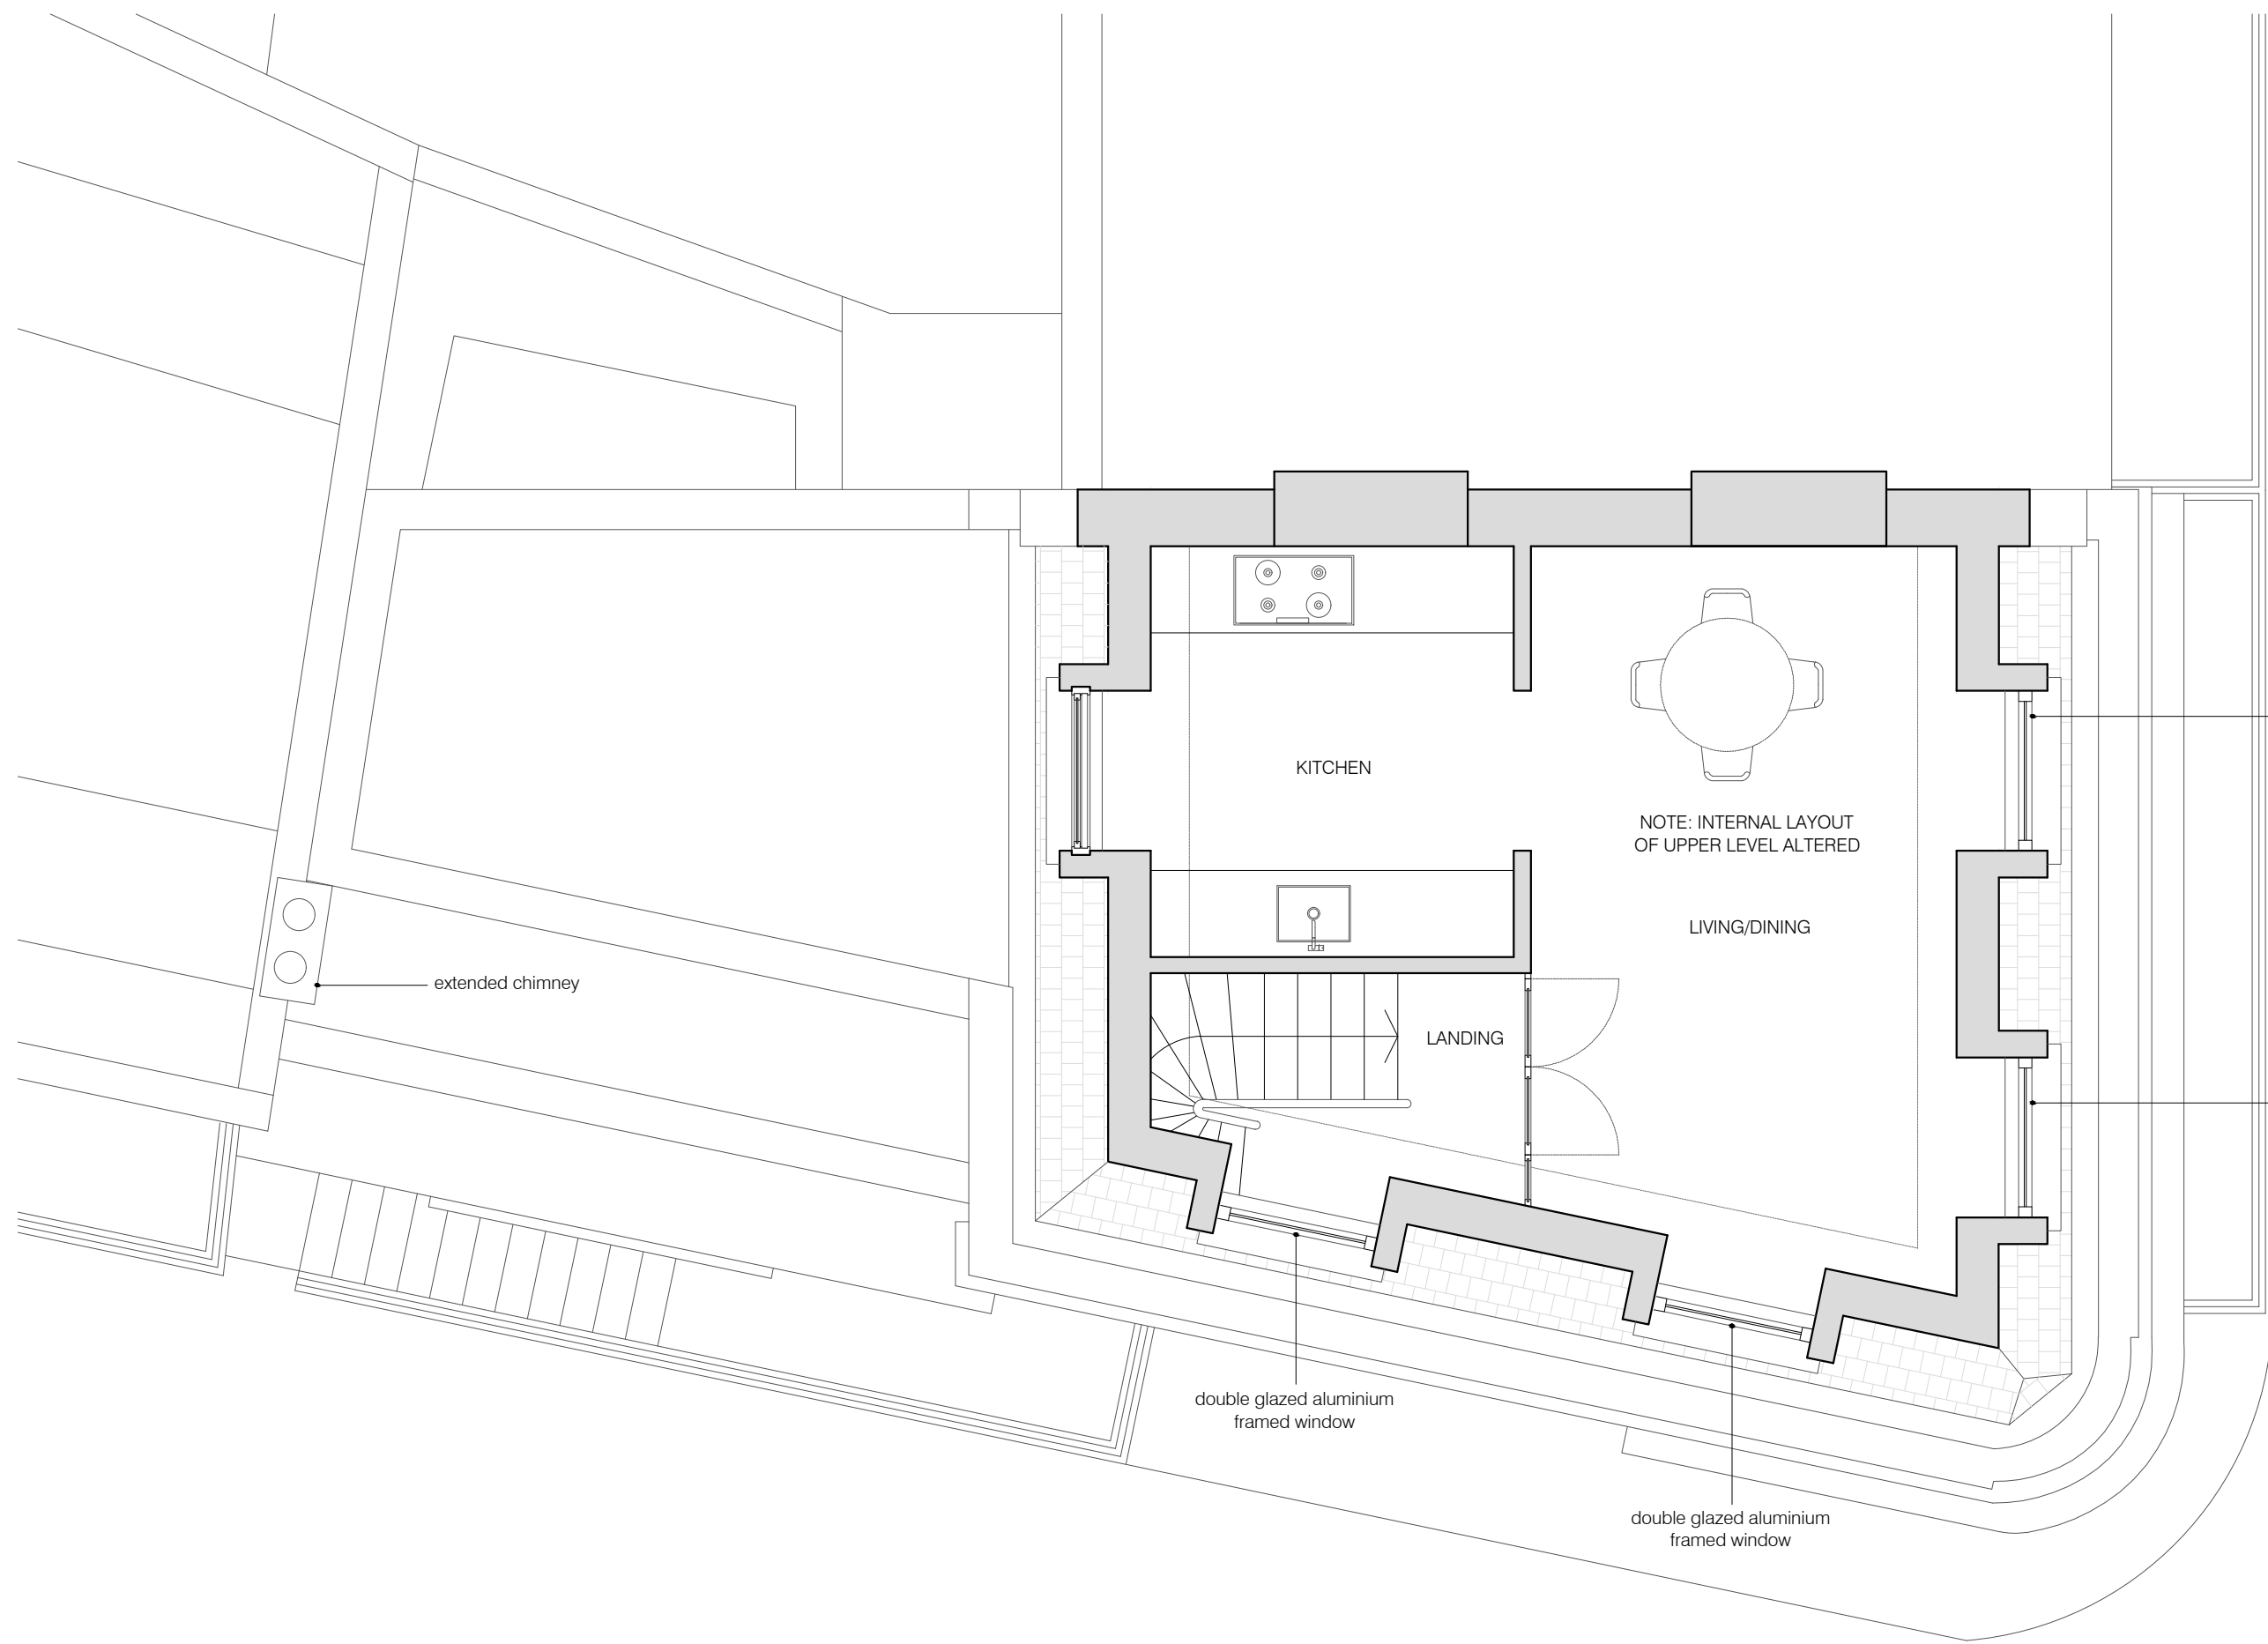 KITCHEN
NOTE: INTERNAL LAYOUT
OF UPPER LEVEL ALTERED
LIVING/DINING
extended chimney
LANDING
double glazed aluminium
framed window
double glazed aluminium
framed window